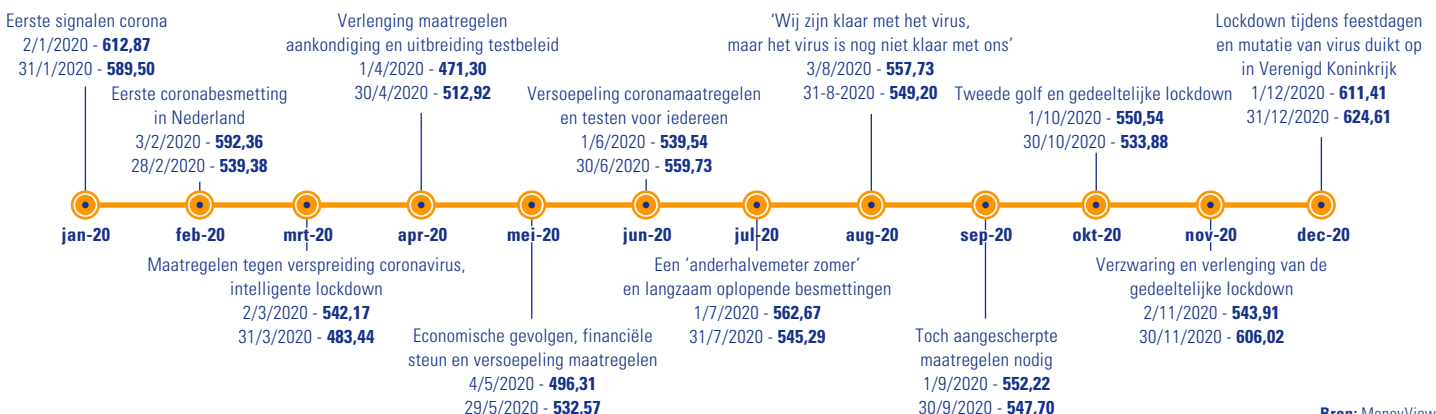 Eerste signalen corona
2/1/2020 - 612,87
31/1/2020 - 589,50
Eerste coronabesmetting
in Nederland
3/2/2020 - 592,36
28/2/2020 - 539,38
Verlenging maatregelen
aankondiging en uitbreiding testbeleid
1/4/2020 - 471,30
30/4/2020 - 512,92
Versoepeling coronamaatregelen
en testen voor iedereen
1/6/2020 - 539,54
30/6/2020 - 559,73
‘Wij zijn klaar met het virus,
maar het virus is nog niet klaar met ons’
3/8/2020 - 557,73
31-8-2020 - 549,20
Tweede golf en gedeeltelijke lockdown
1/10/2020 - 550,54
30/10/2020 - 533,88
Lockdown tijdens feestdagen
en mutatie van virus duikt op
in Verenigd Koninkrijk
1/12/2020 - 611,41
31/12/2020 - 624,61
jan-20 feb-20 mrt-20 apr-20 mei-20 jun-20 jul-20 aug-20 sep-20 okt-20 nov-20 dec-20
Maatregelen tegen verspreiding coronavirus,
intelligente lockdown
2/3/2020 - 542,17
31/3/2020 - 483,44
Economische gevolgen, financiële
steun en versoepeling maatregelen
4/5/2020 - 496,31
29/5/2020 - 532,57
Een ‘anderhalvemeter zomer’
en langzaam oplopende besmettingen
1/7/2020 - 562,67
31/7/2020 - 545,29
Toch aangescherpte
maatregelen nodig
1/9/2020 - 552,22
30/9/2020 - 547,70
Verzwaring en verlenging van de
gedeeltelijke lockdown
2/11/2020 - 543,91
30/11/2020 - 606,02
Bron: MoneyView